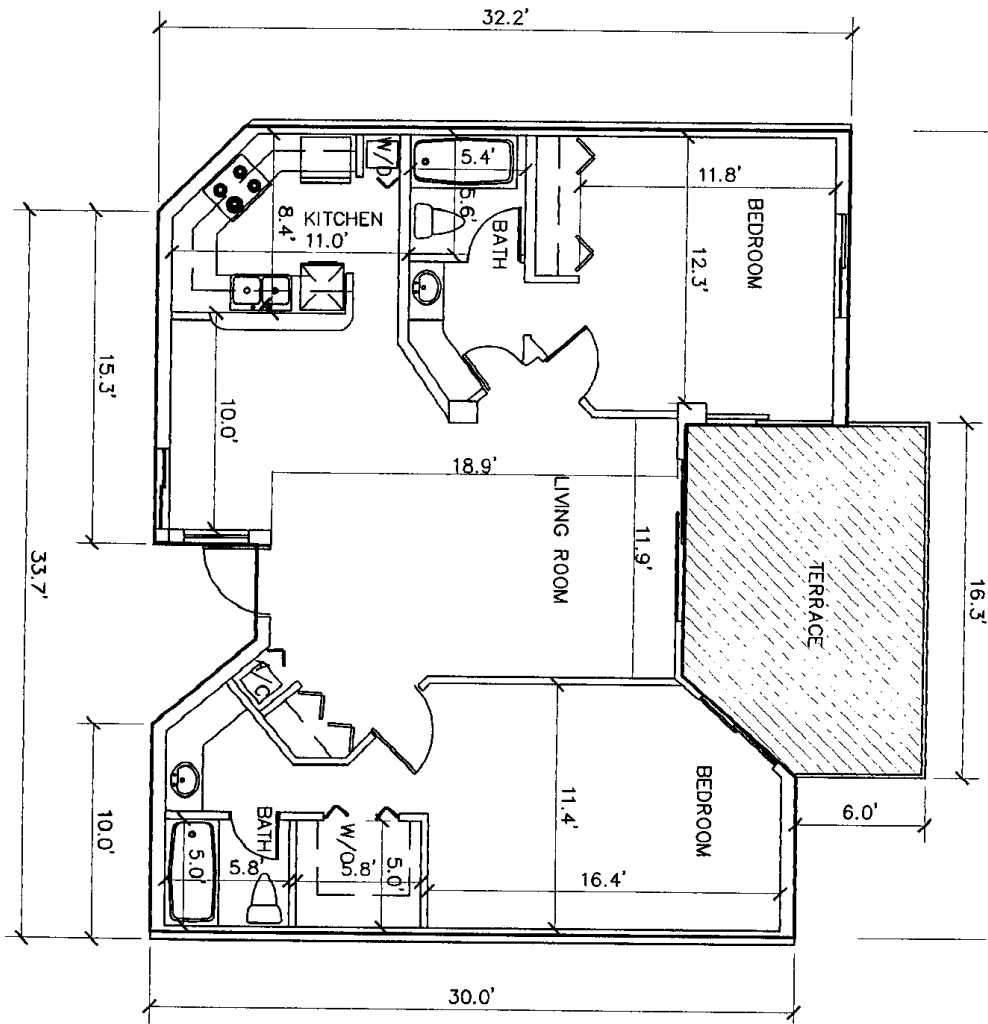 32.2'
W/D
5.4'
5.6'
KITCHEN
8.4'
11.0'
BATH
11.8'
BEDROOM
12.3'
15.3'
10.0'
18.9'
LIVING ROOM
11.9'
TERRACE
16.3'
33.7'
10.0'
BATH
5.0'
5.8'
W/D
5.8'
5.0'
11.4'
BEDROOM
16.4'
6.0'
30.0'